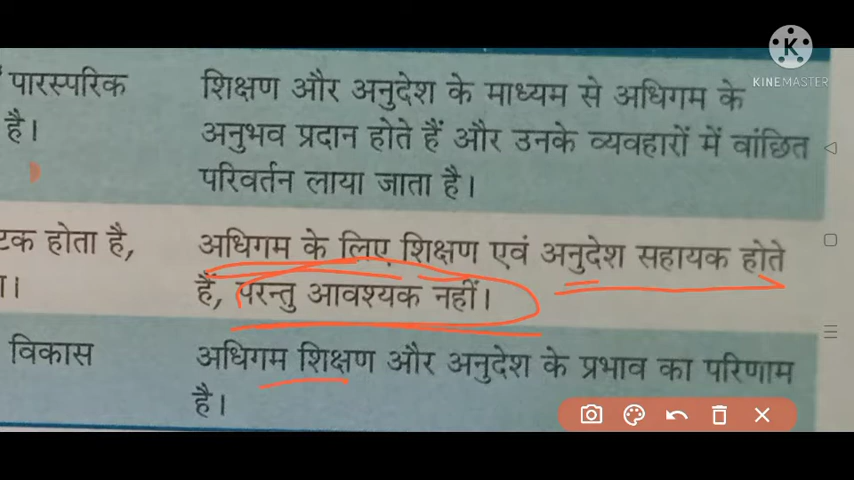 K
KINEMASTER
पारस्परिक
है।
शिक्षण और अनुदेश के माध्यम से अधिगम के
अनुभव प्रदान होते हैं और उनके व्यवहारों में वांछित
परिवर्तन लाया जाता है।
टक होता है,
ा।
अधिगम के लिए शिक्षण एवं अनुदेश सहायक होते
हैं, परन्तु आवश्यक नहीं।
विकास
अधिगम शिक्षण और अनुदेश के प्रभाव का परिणाम
है।